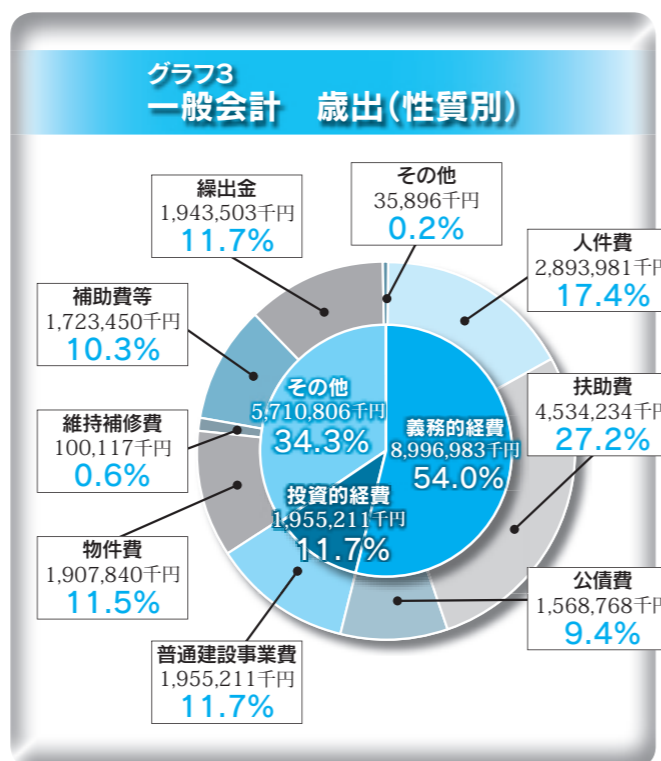 グラフ3
一般会計　歳出(性質別)
繰出金
1,943,503千円
11.7%
その他
35,896千円
0.2%
人件費
2,893,981千円
17.4%
補助費等
1,723,450千円
10.3%
扶助費
4,534,234千円
27.2%
その他
5,710,806千円
34.3%
義務的経費
8,996,983千円
54.0%
維持補修費
100,117千円
0.6%
投資的経費
1,955,211千円
11.7%
物件費
1,907,840千円
11.5%
公債費
1,568,768千円
9.4%
普通建設事業費
1,955,211千円
11.7%